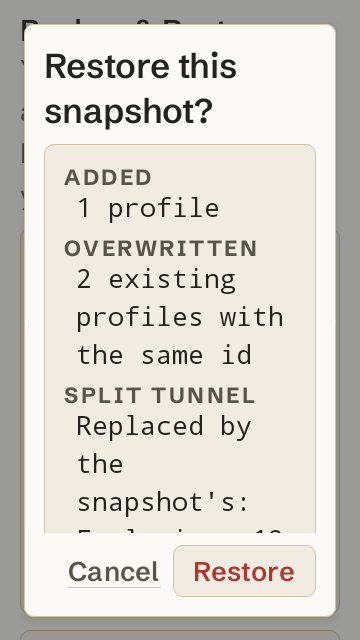 Restore this
snapshot?
ADDED
1 profile
OVERWRITTEN
2 existing
profiles with
the same id
SPLIT TUNNEL
Replaced by
the
snapshot's:
Cancel
Restore